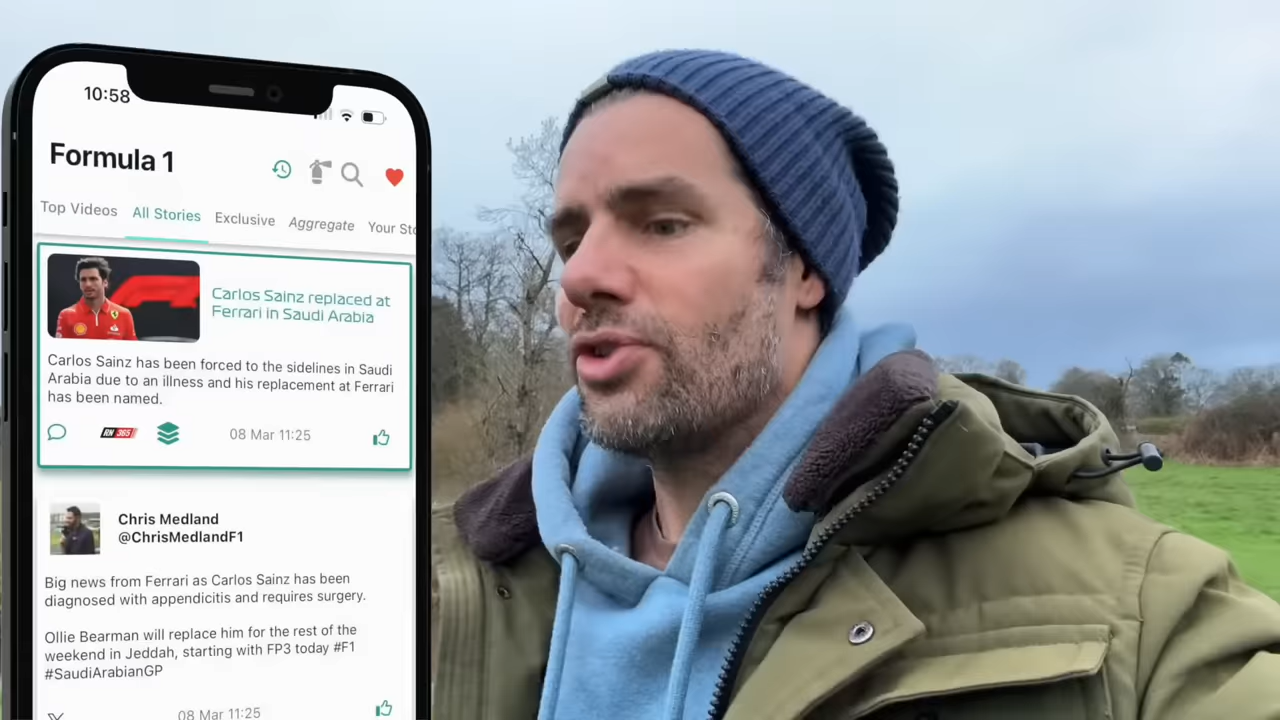 10:58
Formula 1
Top Videos All Stories Exclusive Aggregate Your Sto
Carlos Sainz replaced at
Ferrari in Saudi Arabia
Carlos Sainz has been forced to the sidelines in Saudi
Arabia due to an illness and his replacement at Ferrari
has been named.
RN 365 08 Mar 11:25
Chris Medland
@ChrisMedlandF1
Big news from Ferrari as Carlos Sainz has been
diagnosed with appendicitis and requires surgery.
Ollie Bearman will replace him for the rest of the
weekend in Jeddah, starting with FP3 today #F1
#SaudiArabianGP
08 Mar 11:25